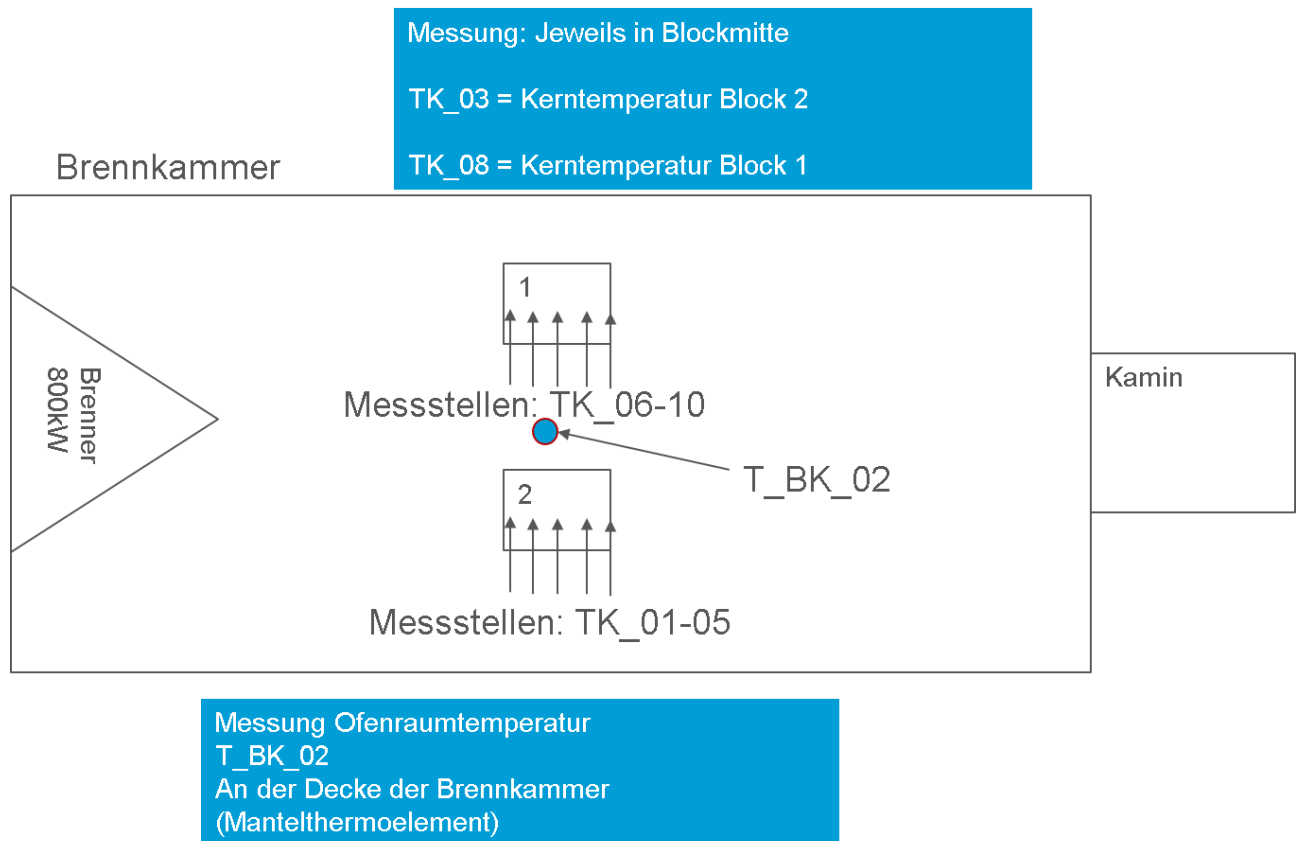 Messung: Jeweils in Blockmitte
TK_03 = Kerntemperatur Block 2
TK_08 = Kerntemperatur Block 1
Brennkammer
1
Brenner
800kW
Kamin
Messstellen: TK_06-10
T_BK_02
2
Messstellen: TK_01-05
Messung Ofenraumtemperatur
T_BK_02
An der Decke der Brennkammer
(Mantelthermoelement)